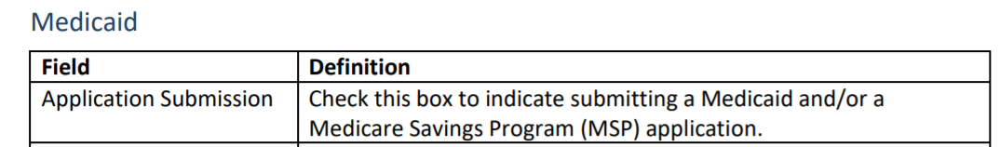 Medicaid
Field Definition
Application Submission Check this box to indicate submitting a Medicaid and/or a
Medicare Savings Program (MSP) application.